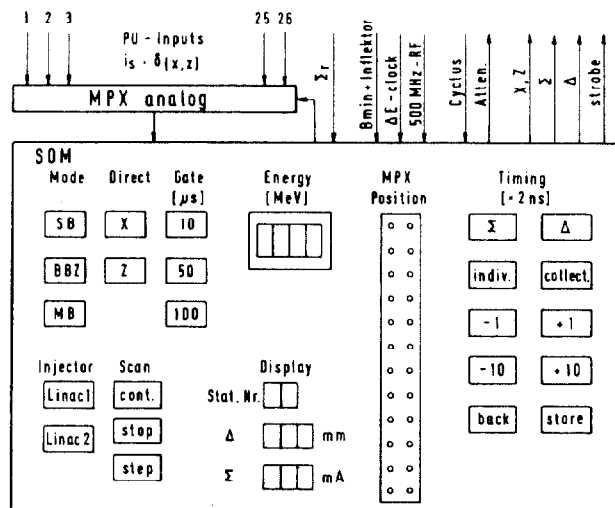 1 2 3 25 26
PU-Inputs
is · δ(x,z)
MPX analog
Σr
Bmin+Inflektor
ΔE-clock
500 MHz-RF
Cyclus
Atten.
X,Z
Σ
Δ
strobe
SOM
Mode Direct Gate Energy MPX Timing
[µs] [MeV] Position [·2ns]
SB X 10 Σ Δ
BBZ Z 50 indiv. collect.
MB 100 -1 +1
Injector Scan Display
Linac1 cont. Stat. Nr. -10 +10
Linac2 stop Δ mm back store
step Σ mA